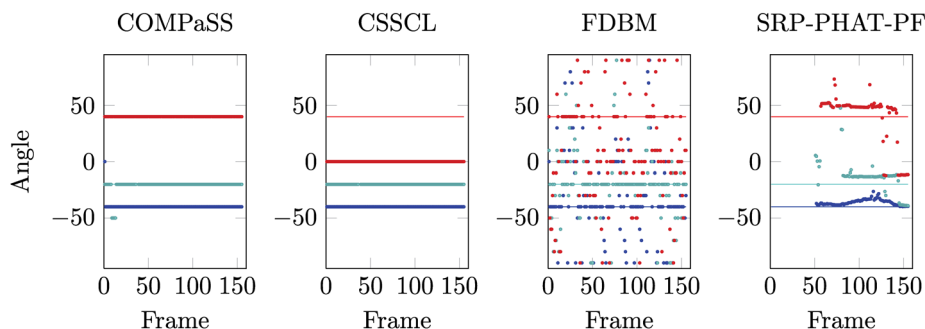 COMPaSS CSSCL FDBM SRP-PHAT-PF
Angle
50 50 50 50
0 0 0 0
−50 −50 −50 −50
0 50 100 150 0 50 100 150 0 50 100 150 0 50 100 150
Frame Frame Frame Frame